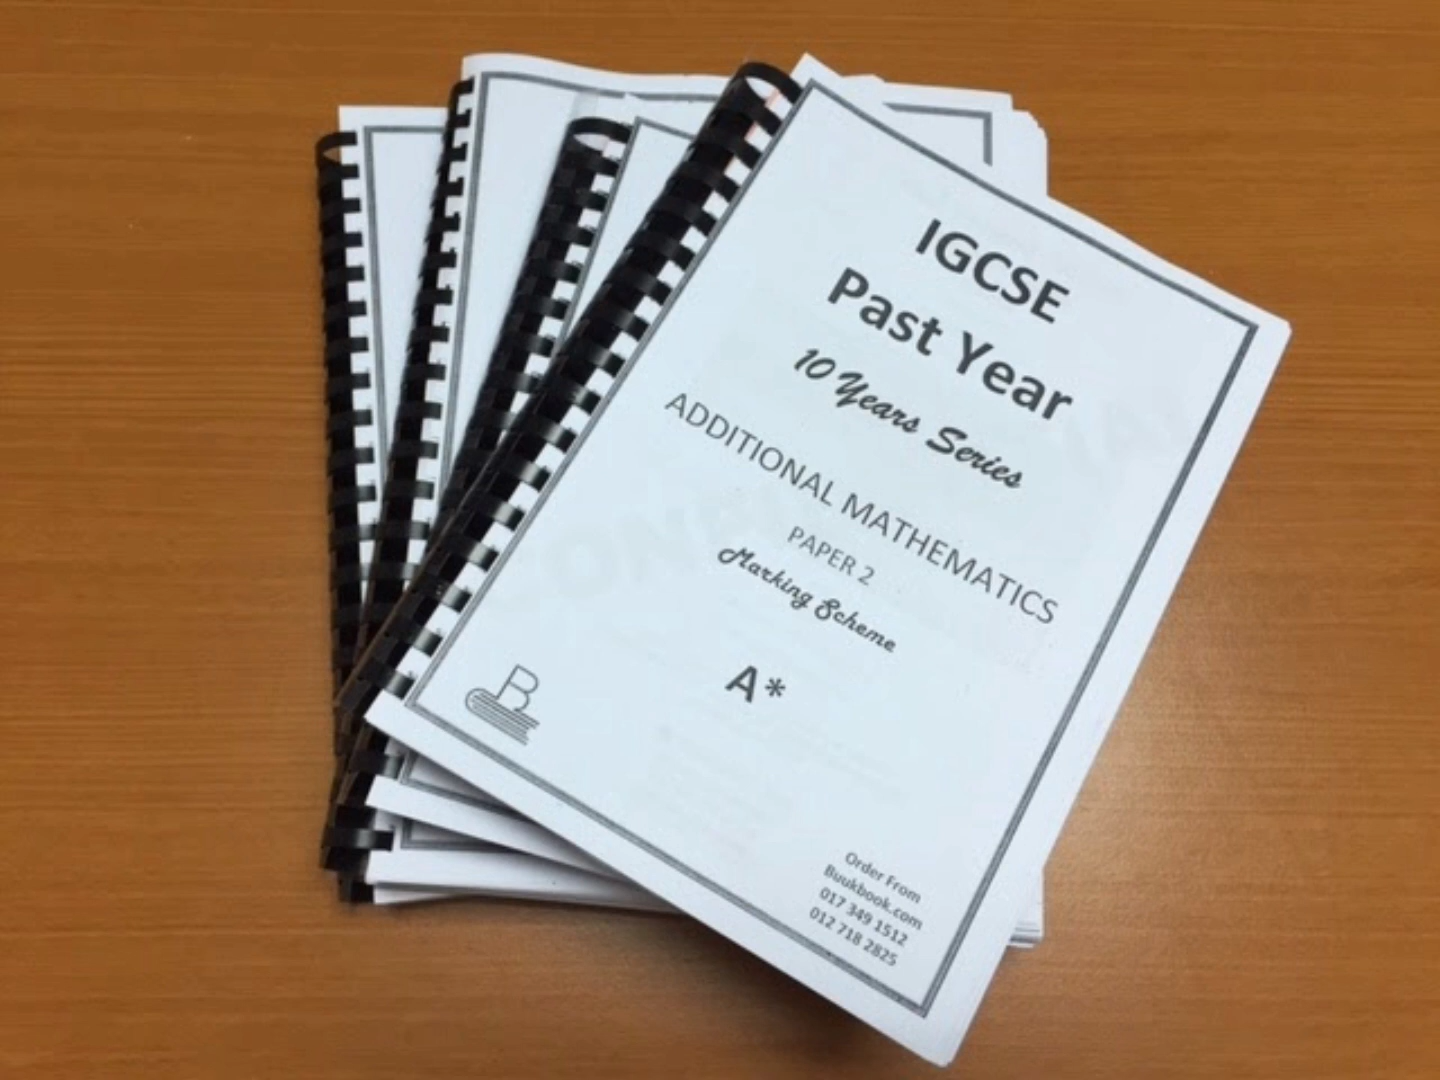 IGCSE
Past Year
10 Years Series
ADDITIONAL MATHEMATICS
PAPER 2
Marking Scheme
A*
B
Order From
Buukbook.com
017 349 1512
012 718 2825